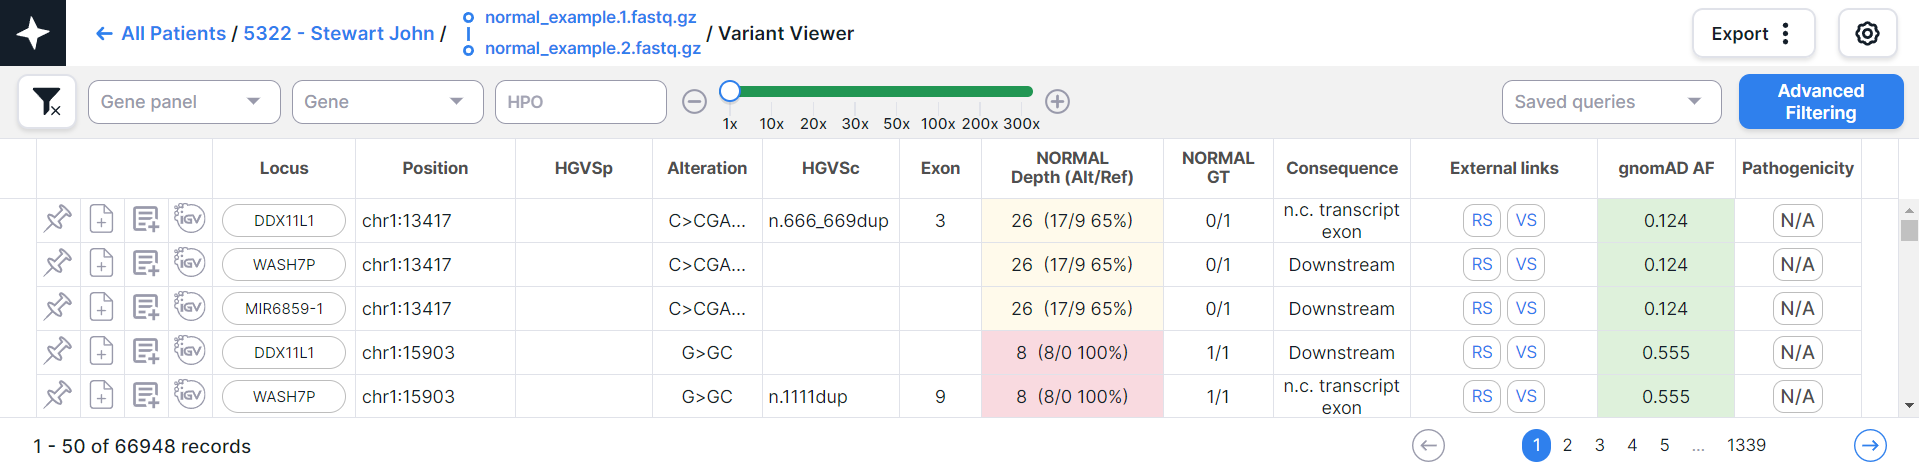 ← All Patients / 5322 - Stewart John / normal_example.1.fastq.gz
normal_example.2.fastq.gz / Variant Viewer
Export
Gene panel Gene HPO
1x 10x 20x 30x 50x 100x 200x 300x
Saved queries
Advanced
Filtering
Locus Position HGVSp Alteration HGVSc Exon NORMAL
Depth (Alt/Ref) NORMAL
GT Consequence External links gnomAD AF Pathogenicity
IGV DDX11L1 chr1:13417 C>CGA... n.666_669dup 3 26 (17/9 65%) 0/1 n.c. transcript
exon RS VS 0.124 N/A
IGV WASH7P chr1:13417 C>CGA... 26 (17/9 65%) 0/1 Downstream RS VS 0.124 N/A
IGV MIR6859-1 chr1:13417 C>CGA... 26 (17/9 65%) 0/1 Downstream RS VS 0.124 N/A
IGV DDX11L1 chr1:15903 G>GC 8 (8/0 100%) 1/1 Downstream RS VS 0.555 N/A
IGV WASH7P chr1:15903 G>GC n.1111dup 9 8 (8/0 100%) 1/1 n.c. transcript
exon RS VS 0.555 N/A
1 - 50 of 66948 records
1 2 3 4 5 ... 1339